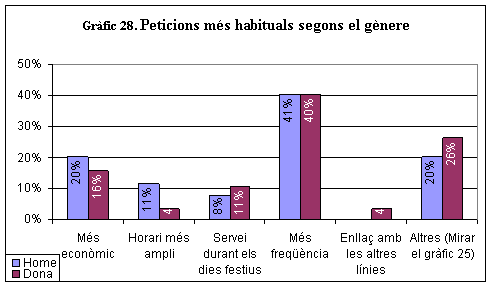 Gràfic 28. Peticions més habituals segons el gènere
50%
40%
30%
20%
10%
0%
20%
16%
11%
4
8%
11%
41%
40%
4
20%
26%
Més
econòmic
Horari més
ampli
Servei
durant els
dies festius
Més
freqüència
Enllaç amb
les altres
línies
Altres (Mirar
el gràfic 25)
Home
Dona